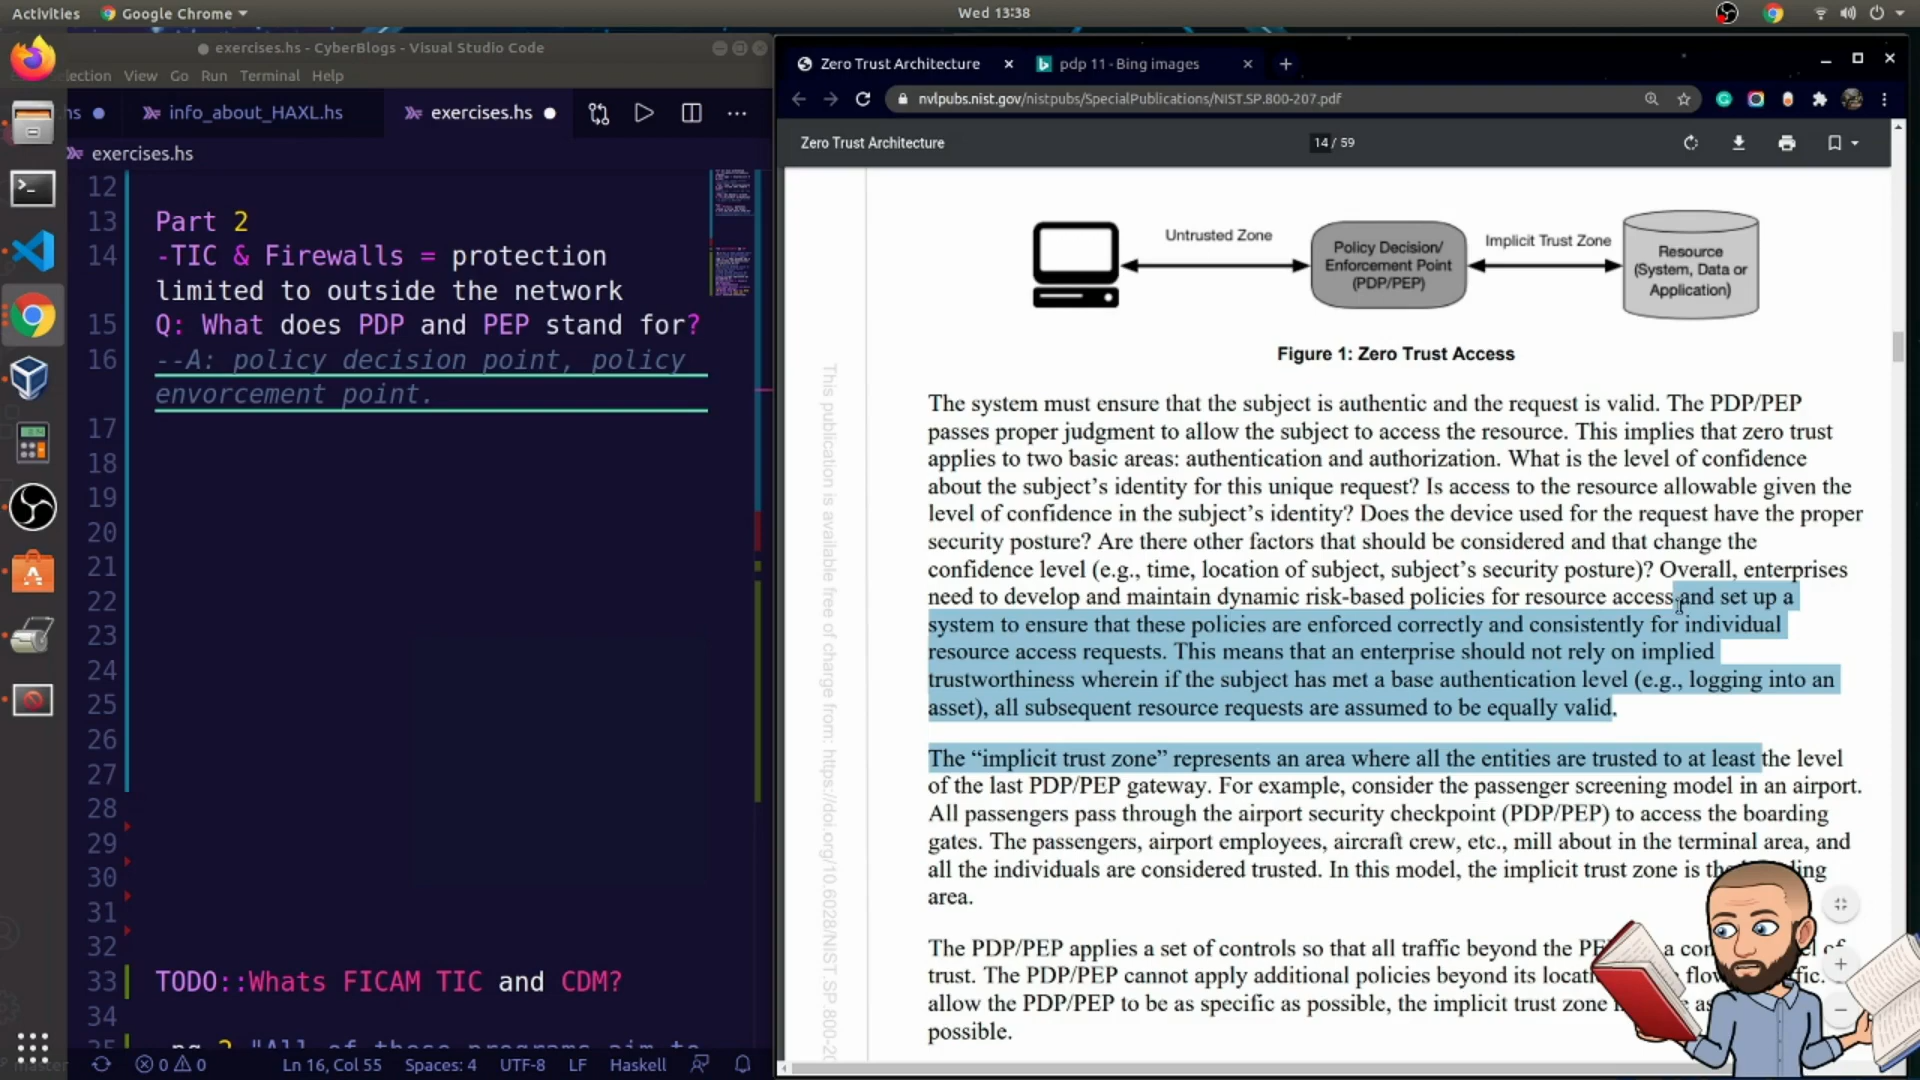 Activities
Google Chrome
Wed 13:38
exercises.hs - CyberBlogs - Visual Studio Code
election View Go Run Terminal Help
.hs
info_about_HAXL.hs
exercises.hs
exercises.hs
12
13 Part 2
14 -TIC & Firewalls = protection
limited to outside the network
15 Q: What does PDP and PEP stand for?
16 --A: policy decision point, policy
envorcement point.
17
18
19
20
21
22
23
24
25
26
27
28
29
30
31
32
33 TODO::Whats FICAM TIC and CDM?
34
35 pg 2 "All of these programs aim to
master
0 0
Ln 16, Col 55 Spaces: 4 UTF-8 LF Haskell
Zero Trust Architecture
pdp 11 - Bing images
nvlpubs.nist.gov/nistpubs/SpecialPublications/NIST.SP.800-207.pdf
Zero Trust Architecture
14 / 59
Untrusted Zone
Policy Decision/
Enforcement Point
(PDP/PEP)
Implicit Trust Zone
Resource
(System, Data or
Application)
Figure 1: Zero Trust Access
The system must ensure that the subject is authentic and the request is valid. The PDP/PEP
passes proper judgment to allow the subject to access the resource. This implies that zero trust
applies to two basic areas: authentication and authorization. What is the level of confidence
about the subject's identity for this unique request? Is access to the resource allowable given the
level of confidence in the subject's identity? Does the device used for the request have the proper
security posture? Are there other factors that should be considered and that change the
confidence level (e.g., time, location of subject, subject's security posture)? Overall, enterprises
need to develop and maintain dynamic risk-based policies for resource access and set up a
system to ensure that these policies are enforced correctly and consistently for individual
resource access requests. This means that an enterprise should not rely on implied
trustworthiness wherein if the subject has met a base authentication level (e.g., logging into an
asset), all subsequent resource requests are assumed to be equally valid.
The “implicit trust zone” represents an area where all the entities are trusted to at least the level
of the last PDP/PEP gateway. For example, consider the passenger screening model in an airport.
All passengers pass through the airport security checkpoint (PDP/PEP) to access the boarding
gates. The passengers, airport employees, aircraft crew, etc., mill about in the terminal area, and
all the individuals are considered trusted. In this model, the implicit trust zone is the
area.
The PDP/PEP applies a set of controls so that all traffic beyond the a of
trust. The PDP/PEP cannot apply additional policies beyond its
allow the PDP/PEP to be as specific as possible, the implicit trust zone
possible.
This publication is available free of charge from: https://doi.org/10.6028/NIST.SP.800-20